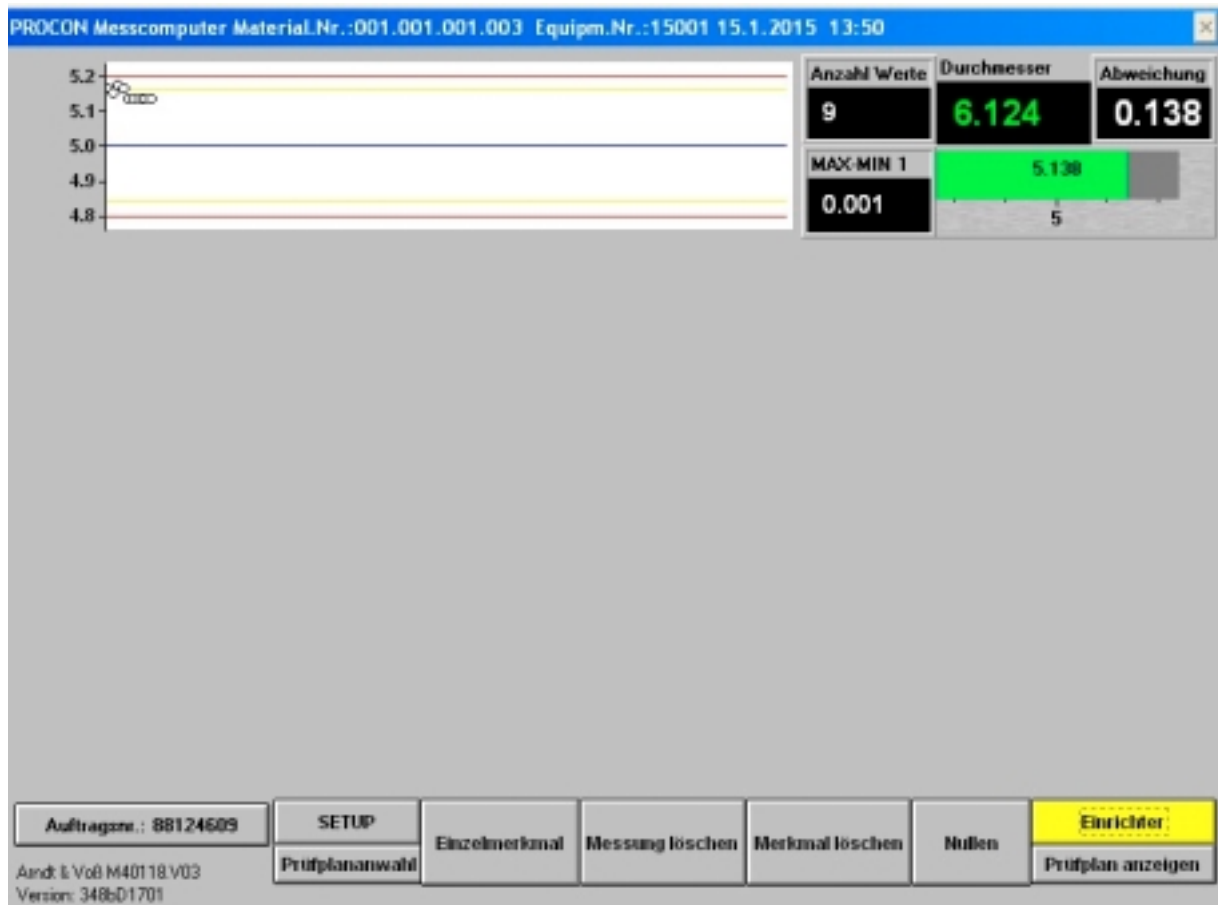 PROCON Messcomputer Material.Nr.:001.001.001.003 Equipm.Nr.:15001 15.1.2015 13:50
5.2
5.1
5.0
4.9
4.8
Anzahl Werte
9
Durchmesser
6.124
Abweichung
0.138
MAX-MIN 1
0.001
5.138
5
Auftragsnr.: 88124609
SETUP
Prüfplananwahl
Einzelmerkmal
Messung löschen
Merkmal löschen
Nullen
Einrichter
Prüfplan anzeigen
Arndt & Voß M40118.V03
Version: 348bD1701